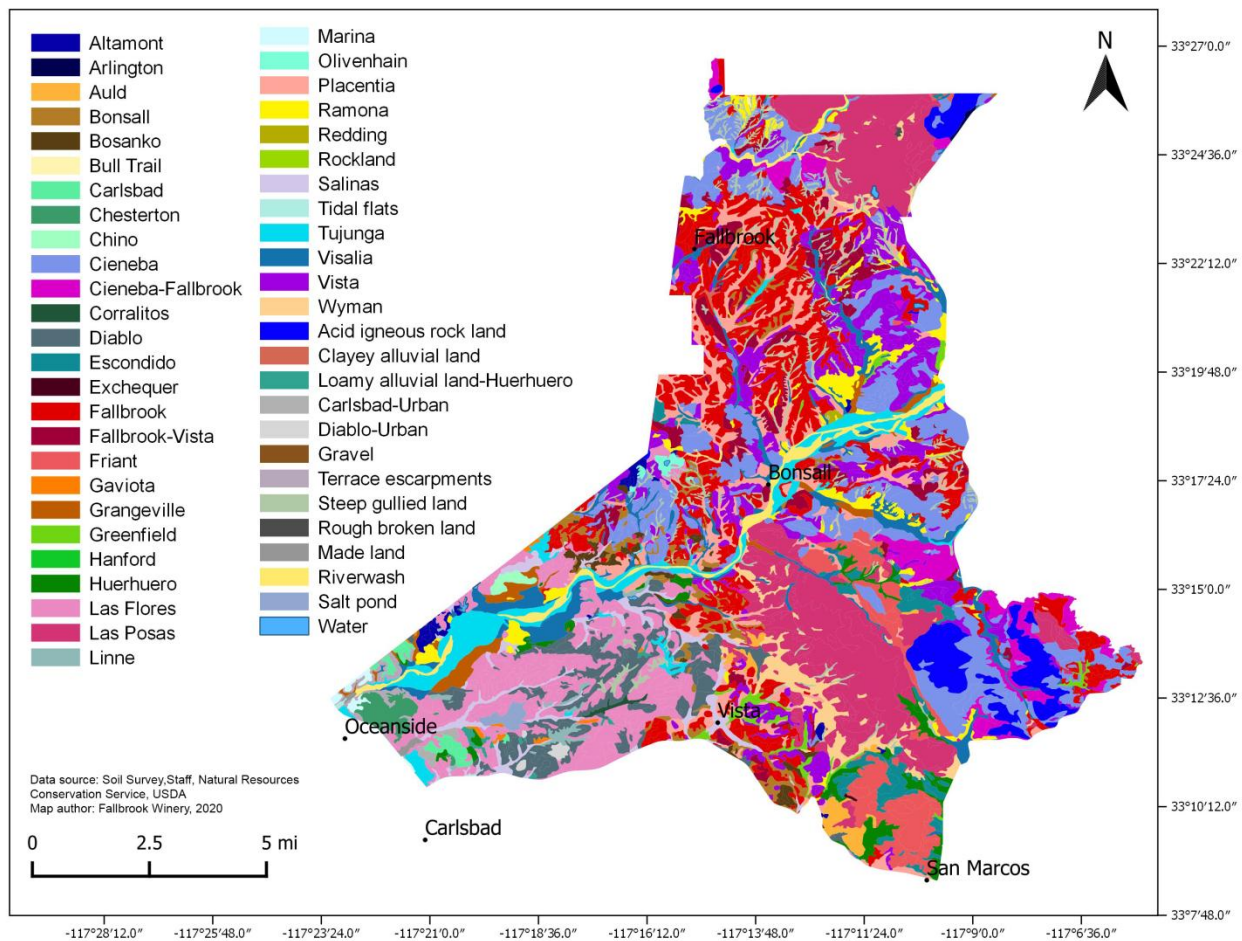 Altamont
Arlington
Auld
Bonsall
Bosanko
Bull Trail
Carlsbad
Chesterton
Chino
Cieneba
Cieneba-Fallbrook
Corralitos
Diablo
Escondido
Exchequer
Fallbrook
Fallbrook-Vista
Friant
Gaviota
Grangeville
Greenfield
Hanford
Huerhuero
Las Flores
Las Posas
Linne
Marina
Olivenhain
Placentia
Ramona
Redding
Rockland
Salinas
Tidal flats
Tujunga
Visalia
Vista
Wyman
Acid igneous rock land
Clayey alluvial land
Loamy alluvial land-Huerhuero
Carlsbad-Urban
Diablo-Urban
Gravel
Terrace escarpments
Steep gullied land
Rough broken land
Made land
Riverwash
Salt pond
Water
N
Fallbrook
Bonsall
Vista
Oceanside
Carlsbad
San Marcos
Data source: Soil Survey,Staff, Natural Resources
Conservation Service, USDA
Map author: Fallbrook Winery, 2020
0 2.5 5 mi
33°27'0.0"
33°24'36.0"
33°22'12.0"
33°19'48.0"
33°17'24.0"
33°15'0.0"
33°12'36.0"
33°10'12.0"
33°7'48.0"
-117°28'12.0" -117°25'48.0" -117°23'24.0" -117°21'0.0" -117°18'36.0" -117°16'12.0" -117°13'48.0" -117°11'24.0" -117°9'0.0" -117°6'36.0"